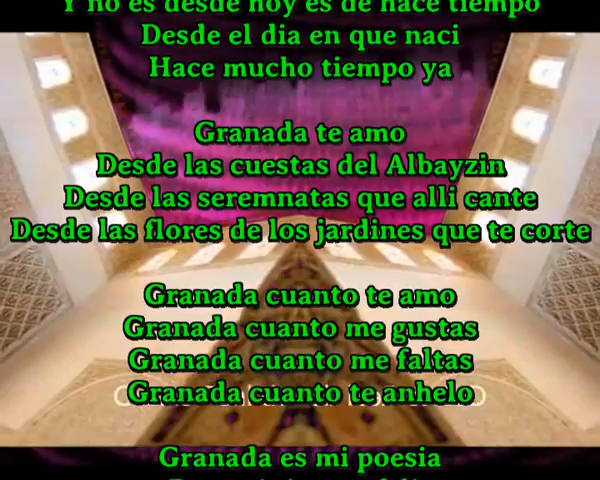 Y no es desde hoy es de hace tiempo
Desde el dia en que naci
Hace mucho tiempo ya
Granada te amo
Desde las cuestas del Albayzin
Desde las seremnatas que alli cante
Desde las flores de los jardines que te corte
Granada cuanto te amo
Granada cuanto me gustas
Granada cuanto me faltas
Granada cuanto te anhelo
Granada es mi poesia